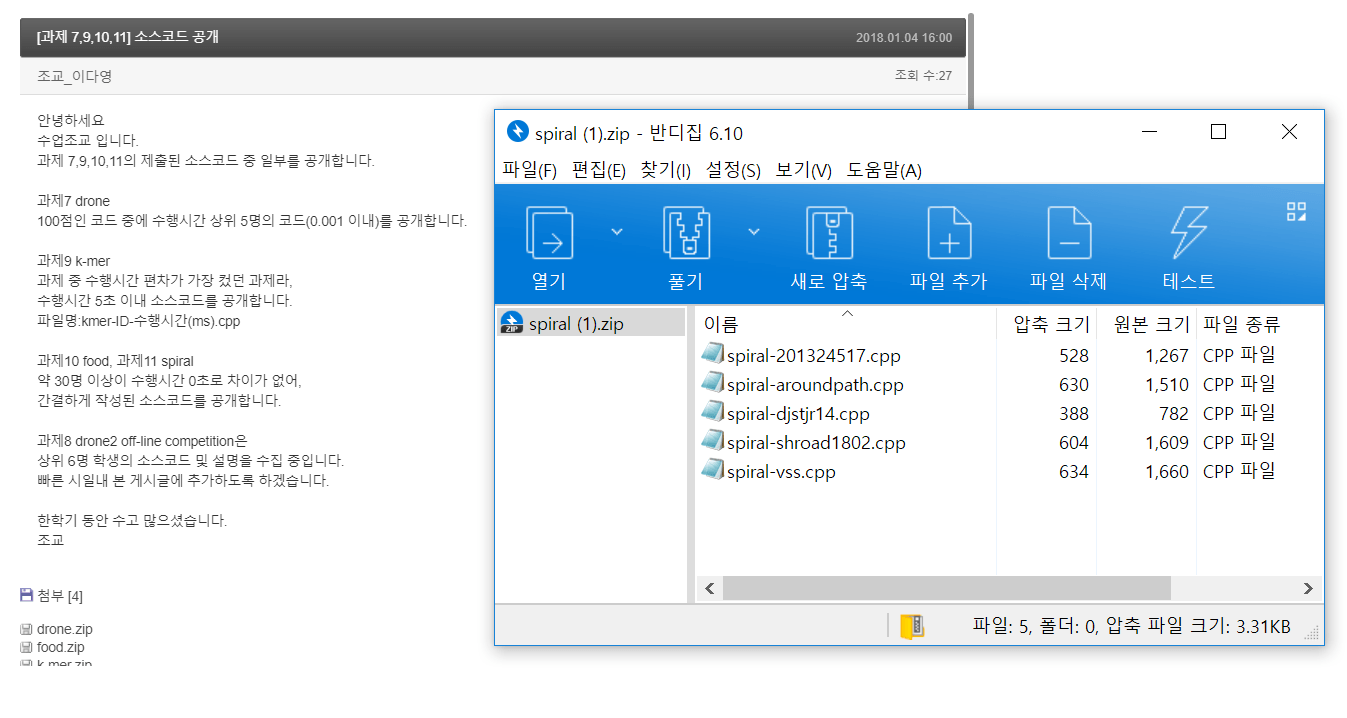 [과제 7,9,10,11] 소스코드 공개 2018.01.04 16:00
조교_이다영 조회 수:27
안녕하세요
수업조교 입니다.
과제 7,9,10,11의 제출된 소스코드 중 일부를 공개합니다.
과제7 drone
100점인 코드 중에 수행시간 상위 5명의 코드(0.001 이내)를 공개합니다.
과제9 k-mer
과제 중 수행시간 편차가 가장 컸던 과제라,
수행시간 5초 이내 소스코드를 공개합니다.
파일명:kmer-ID-수행시간(ms).cpp
과제10 food, 과제11 spiral
약 30명 이상이 수행시간 0초로 차이가 없어,
간결하게 작성된 소스코드를 공개합니다.
과제8 drone2 off-line competition은
상위 6명 학생의 소스코드 및 설명을 수집 중입니다.
빠른 시일내 본 게시글에 추가하도록 하겠습니다.
한학기 동안 수고 많으셨습니다.
조교
첨부 [4]
drone.zip
food.zip
k-mer.zip
spiral (1).zip - 반디집 6.10
파일(F) 편집(E) 찾기(I) 설정(S) 보기(V) 도움말(A)
열기 풀기 새로 압축 파일 추가 파일 삭제 테스트
ZIP spiral (1).zip
이름 압축 크기 원본 크기 파일 종류
spiral-201324517.cpp 528 1,267 CPP 파일
spiral-aroundpath.cpp 630 1,510 CPP 파일
spiral-djstjr14.cpp 388 782 CPP 파일
spiral-shroad1802.cpp 604 1,609 CPP 파일
spiral-vss.cpp 634 1,660 CPP 파일
파일: 5, 폴더: 0, 압축 파일 크기: 3.31KB